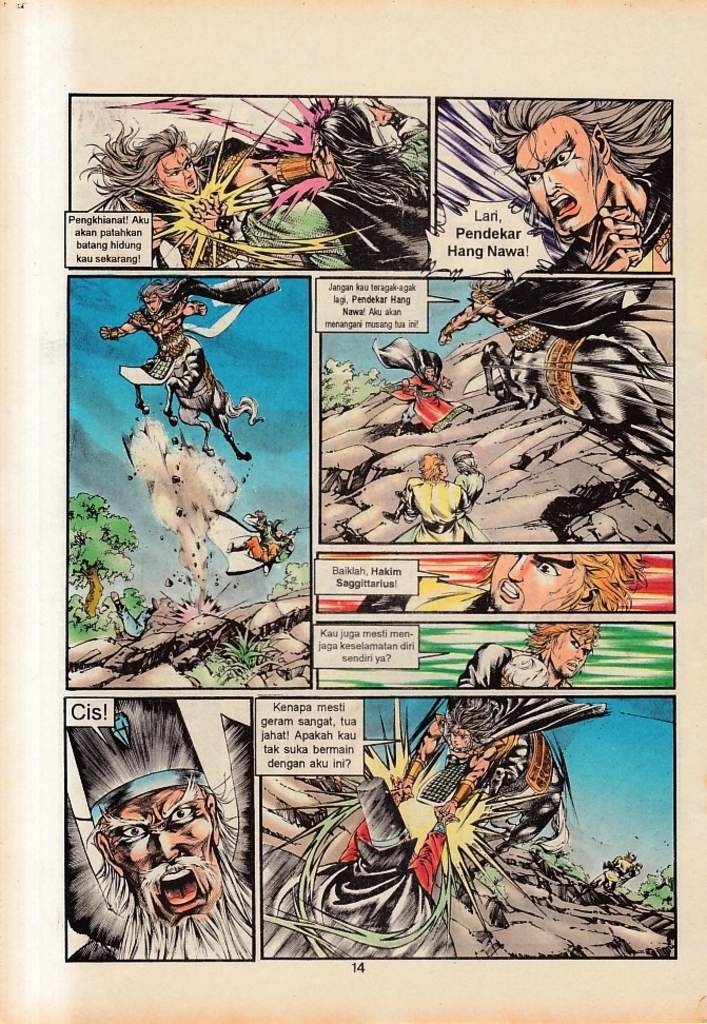 Pengkhianat! Aku
akan patahkan
batang hidung
kau sekarang!
Lari,
Pendekar
Hang Nawa!
Jangan kau teragak-agak
lagi, Pendekar Hang
Nawa! Aku akan
menangani musang tua ini!
Baiklah, Hakim
Saggittarius!
Kau juga mesti men-
jaga keselamatan diri
sendiri ya?
Cis!
Kenapa mesti
geram sangat, tua
jahat! Apakah kau
tak suka bermain
dengan aku ini?
14